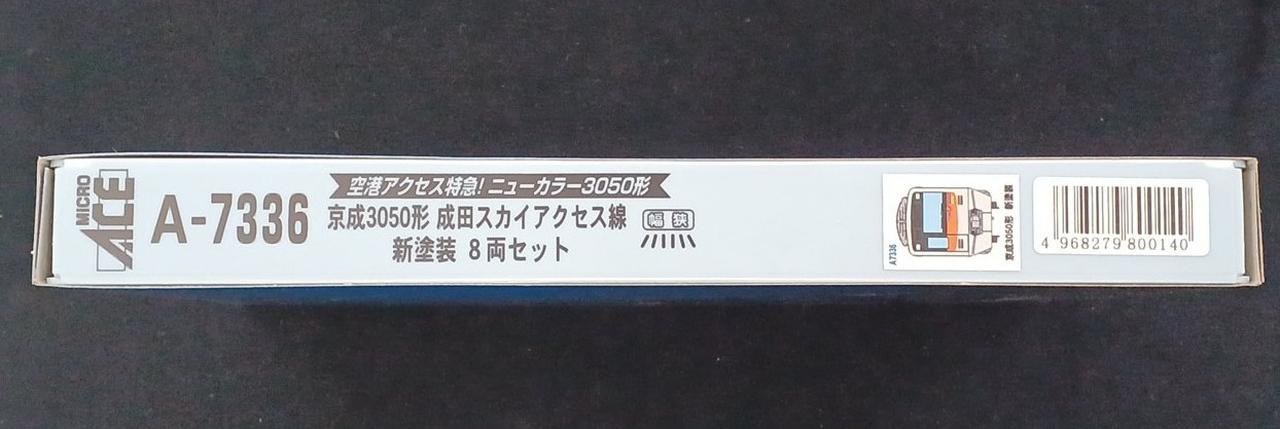 MICRO
ACE
A-7336
空港アクセス特急! ニューカラー3050形
京成3050形 成田スカイアクセス線
新塗装 8両セット
幅狭
A7336
京成3050形 新塗装
4 968279 800140